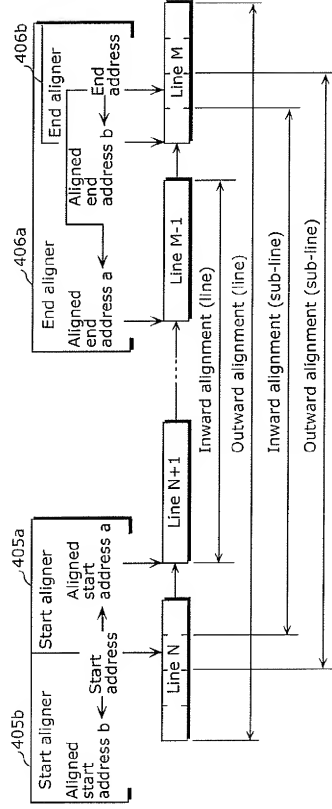 405b
405a
406a
406b
Start aligner
Start aligner
End aligner
End aligner
Aligned
start
address b
Start
address
Aligned
start
address a
Aligned
end
address a
Aligned
end
address b
End
address
Line N
Line N+1
Line M-1
Line M
Inward alignment (line)
Outward alignment (line)
Inward alignment (sub-line)
Outward alignment (sub-line)